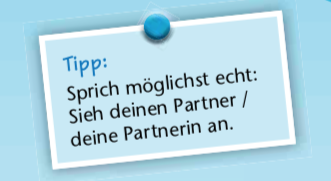 Tipp:
Sprich möglichst echt:
Sieh deinen Partner /
deine Partnerin an.